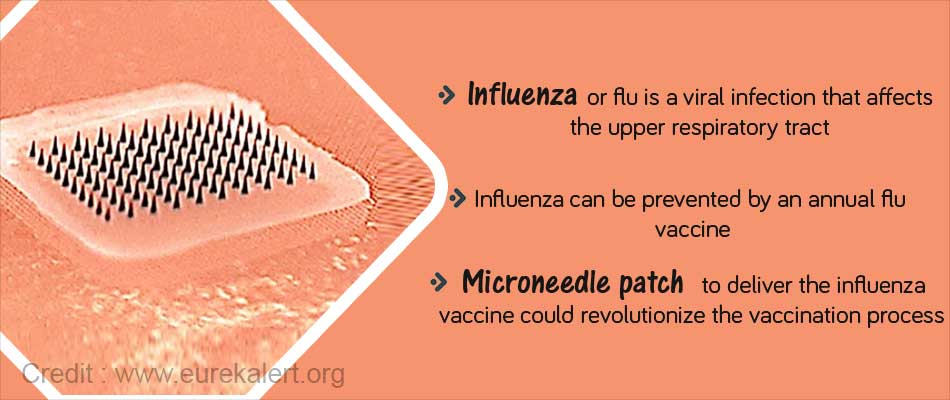 Influenza or flu is a viral infection that affects
the upper respiratory tract
Influenza can be prevented by an annual flu
vaccine
Microneedle patch to deliver the influenza
vaccine could revolutionize the vaccination process
Credit : www.eurekalert.org